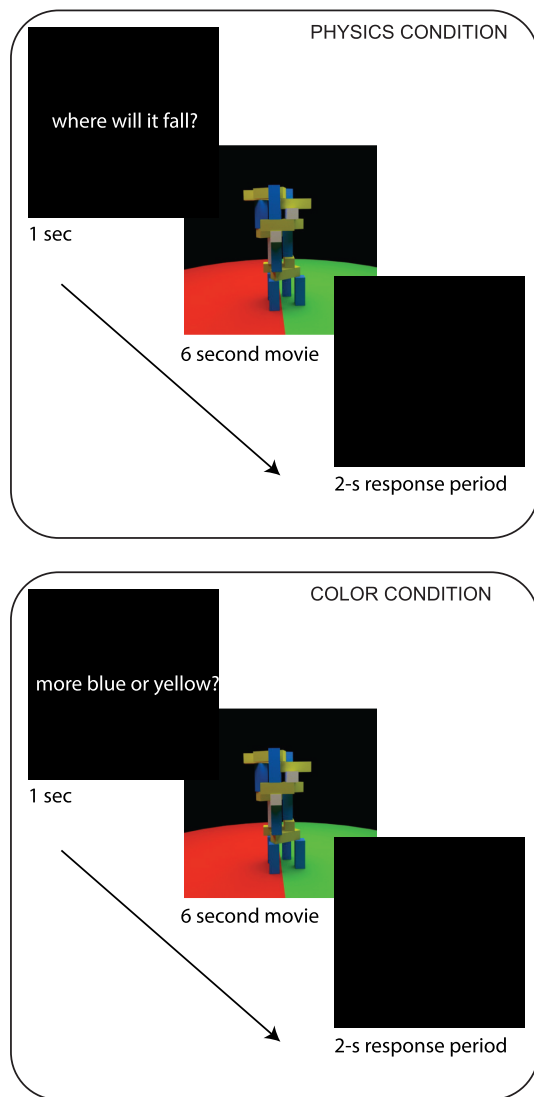 PHYSICS CONDITION
where will it fall?
1 sec
6 second movie
2-s response period
COLOR CONDITION
more blue or yellow?
1 sec
6 second movie
2-s response period